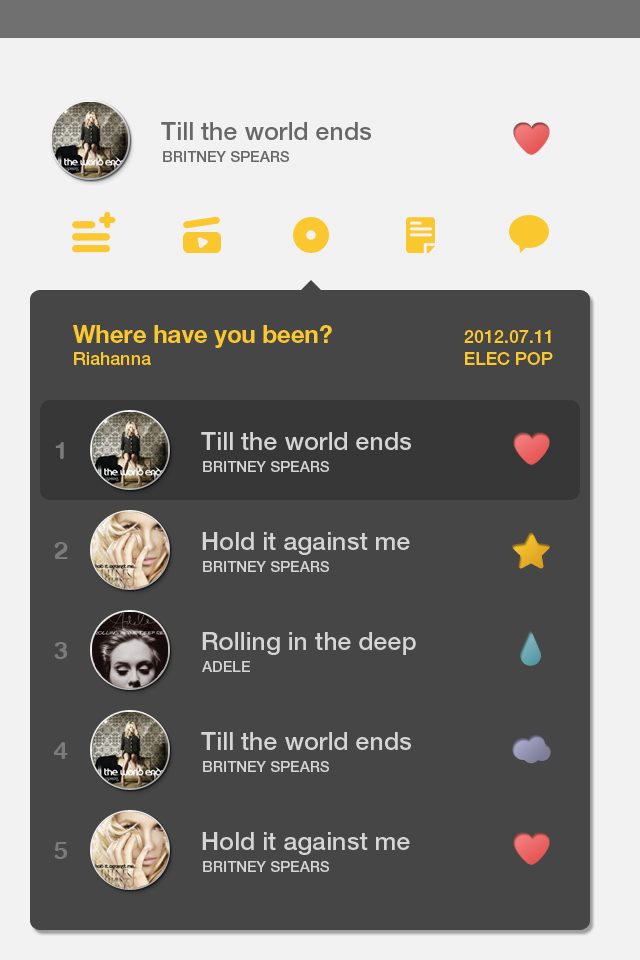 Till the world ends
BRITNEY SPEARS
Where have you been?
2012.07.11
Riahanna
ELEC POP
1
Till the world ends
BRITNEY SPEARS
2
Hold it against me
BRITNEY SPEARS
3
Rolling in the deep
ADELE
4
Till the world ends
BRITNEY SPEARS
5
Hold it against me
BRITNEY SPEARS